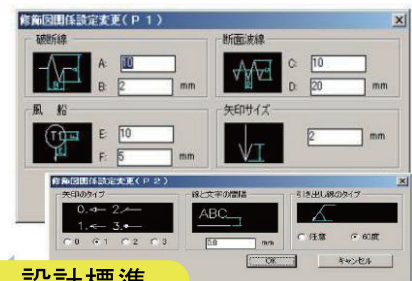 修飾図関係設定変更(P1)
破断線
A: 10
B: 2 mm
断面波線
C: 10
D: 20 mm
風 船
T1
E: 10
F: 5 mm
矢印サイズ
2 mm
修飾図関係設定変更(P2)
矢印のタイプ
0. 2.
1. 3.
0 1 2 3
線と文字の間隔
ABC
mm
引き出し線のタイプ
任意 60度
OK キャンセル
設計標準